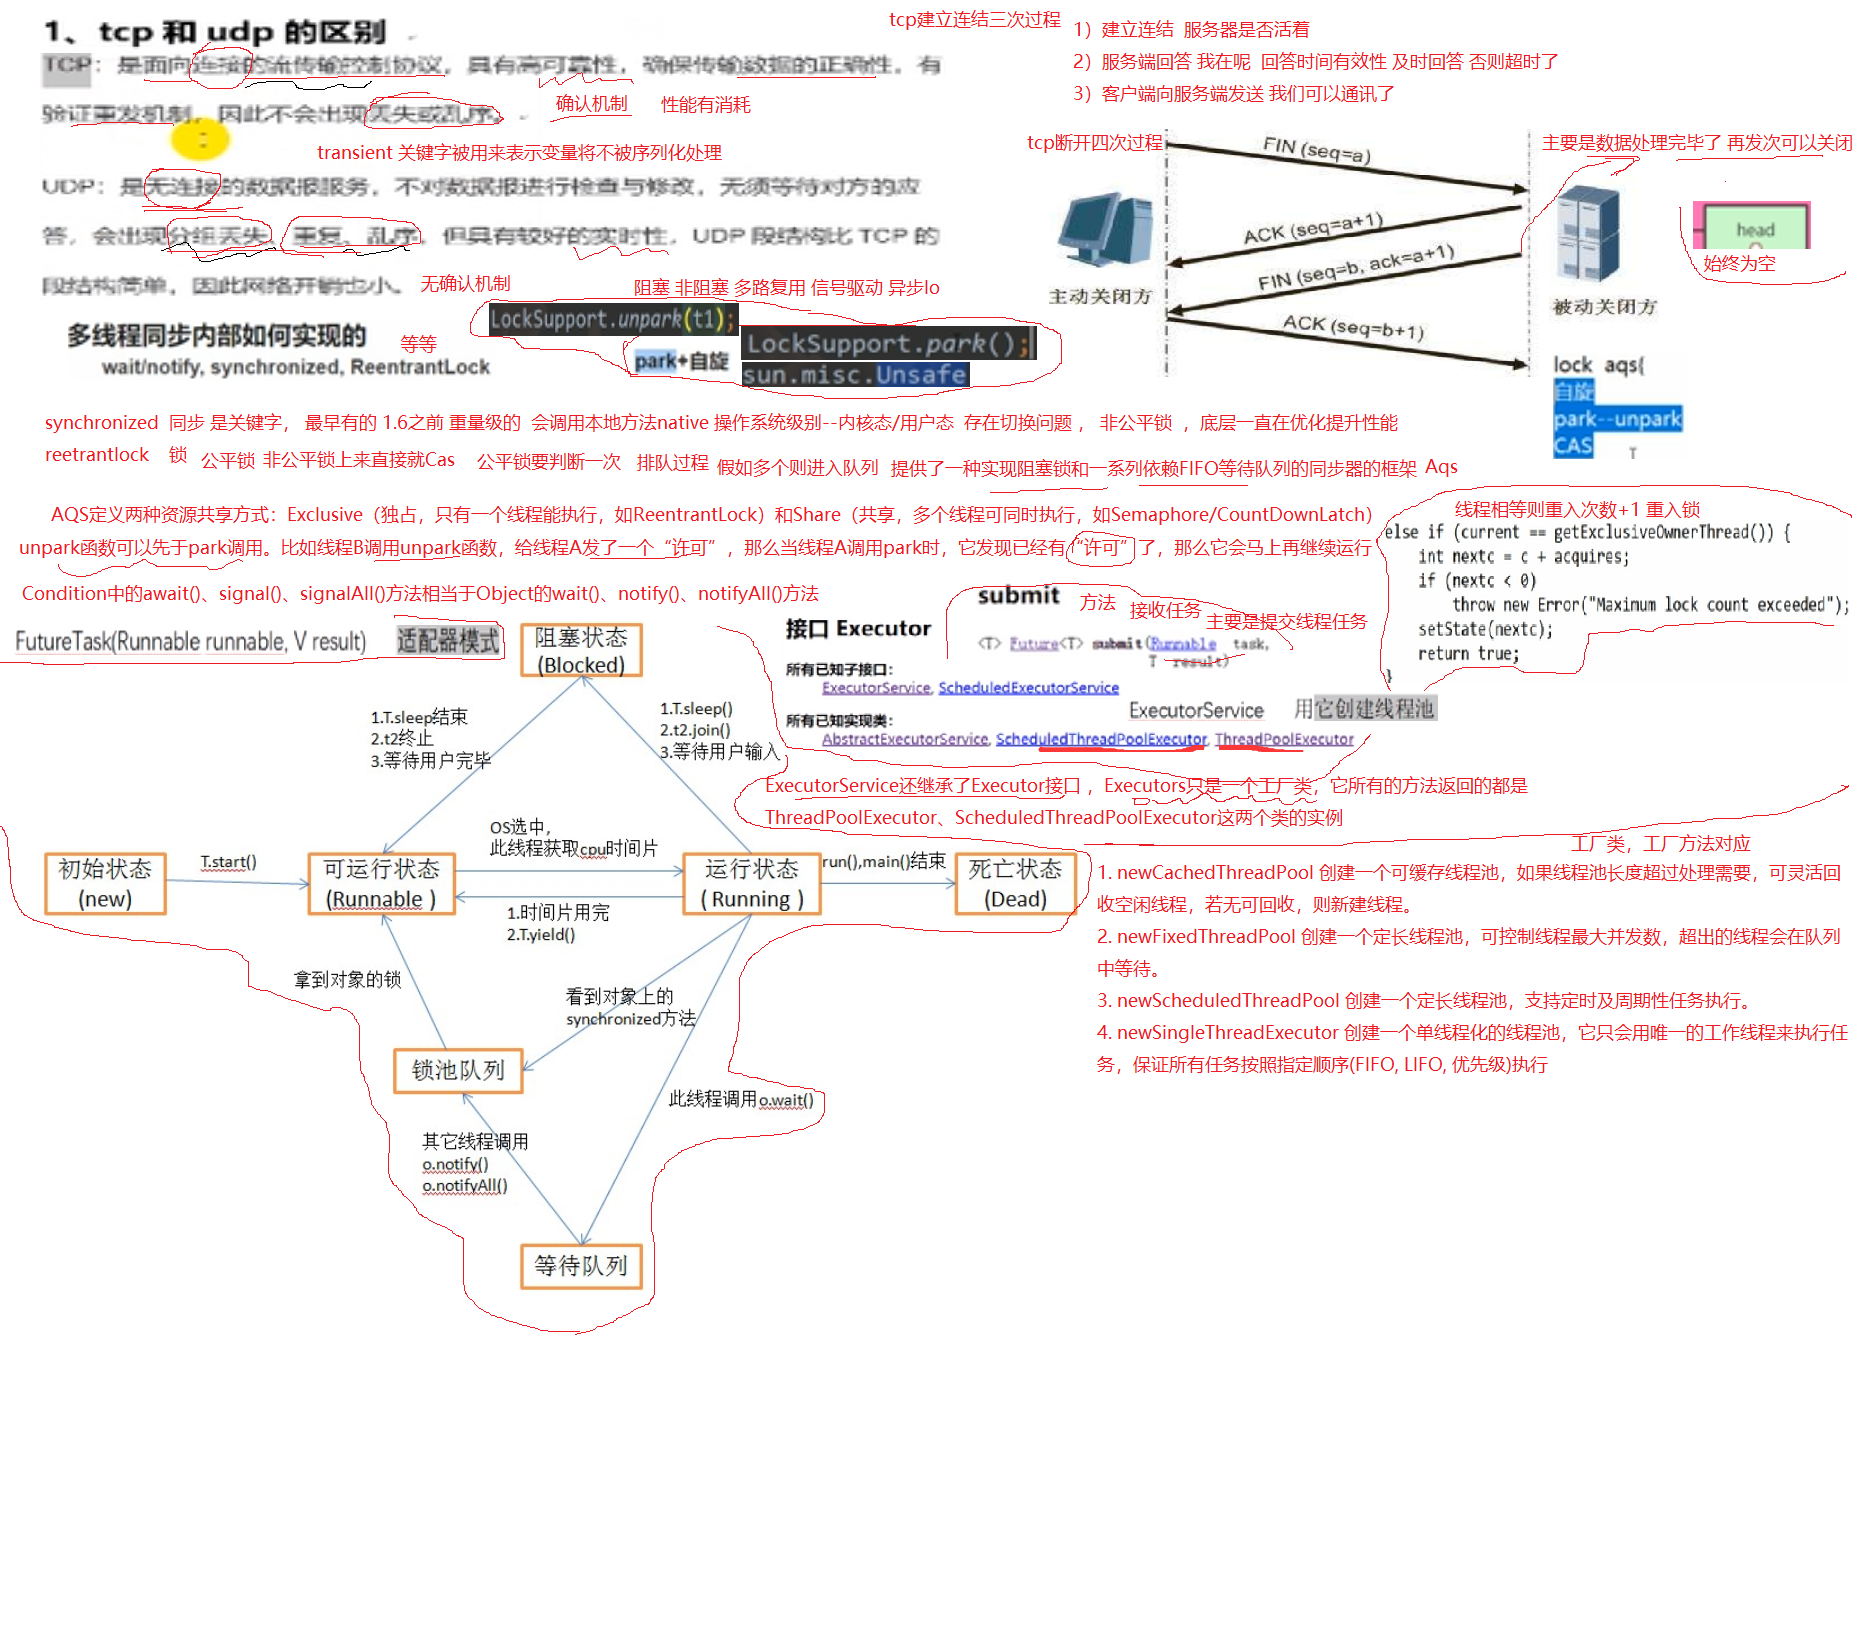 1、tcp 和 udp 的区别
TCP：是面向连接的流传输控制协议，具有高可靠性，确保传输数据的正确性，有
验证重发机制，因此不会出现丢失或乱序。
确认机制 性能有消耗
transient 关键字被用来表示变量将不被序列化处理
UDP：是无连接的数据报服务，不对数据报进行检查与修改，无须等待对方的应
答，会出现分组丢失、重复、乱序，但具有较好的实时性，UDP 段结构比 TCP 的
段结构简单，因此网络开销也小。
无确认机制
阻塞 非阻塞 多路复用 信号驱动 异步Io
tcp建立连结三次过程
1）建立连结 服务器是否活着
2）服务端回答 我在呢 回答时间有效性 及时回答 否则超时了
3）客户端向服务端发送 我们可以通讯了
tcp断开四次过程
FIN (seq=a)
ACK (seq=a+1)
FIN (seq=b, ack=a+1)
ACK (seq=b+1)
主动关闭方
被动关闭方
主要是数据处理完毕了 再发次可以关闭
head
始终为空
多线程同步内部如何实现的
wait/notify, synchronized, ReentrantLock
等等
LockSupport.unpark(t1);
park+自旋
LockSupport.park();
sun.misc.Unsafe
lock aqs{
自旋
park--unpark
CAS
synchronized 同步 是关键字， 最早有的 1.6之前 重量级的 会调用本地方法native 操作系统级别--内核态/用户态 存在切换问题 ， 非公平锁 ，底层一直在优化提升性能
reetrantlock 锁 公平锁 非公平锁上来直接就Cas 公平锁要判断一次 排队过程 假如多个则进入队列 提供了一种实现阻塞锁和一系列依赖FIFO等待队列的同步器的框架 Aqs
AQS定义两种资源共享方式：Exclusive（独占，只有一个线程能执行，如ReentrantLock）和Share（共享，多个线程可同时执行，如Semaphore/CountDownLatch）
unpark函数可以先于park调用。比如线程B调用unpark函数，给线程A发了一个“许可”，那么当线程A调用park时，它发现已经有“许可”了，那么它会马上再继续运行
线程相等则重入次数+1 重入锁
else if (current == getExclusiveOwnerThread()) {
int nextc = c + acquires;
if (nextc < 0)
throw new Error("Maximum lock count exceeded");
setState(nextc);
return true;
}
Condition中的await()、signal()、signalAll()方法相当于Object的wait()、notify()、notifyAll()方法
FutureTask(Runnable runnable, V result) 适配器模式
submit 方法 接收任务
主要是提交线程任务
<T> Future<T> submit(Runnable task,
T result)
接口 Executor
所有已知子接口：
ExecutorService, ScheduledExecutorService
所有已知实现类：
AbstractExecutorService, ScheduledThreadPoolExecutor, ThreadPoolExecutor
ExecutorService 用它创建线程池
ExecutorService还继承了Executor接口 ，Executors只是一个工厂类，它所有的方法返回的都是
ThreadPoolExecutor、ScheduledThreadPoolExecutor这两个类的实例
工厂类，工厂方法对应
1. newCachedThreadPool 创建一个可缓存线程池，如果线程池长度超过处理需要，可灵活回
收空闲线程，若无可回收，则新建线程。
2. newFixedThreadPool 创建一个定长线程池，可控制线程最大并发数，超出的线程会在队列
中等待。
3. newScheduledThreadPool 创建一个定长线程池，支持定时及周期性任务执行。
4. newSingleThreadExecutor 创建一个单线程化的线程池，它只会用唯一的工作线程来执行任
务，保证所有任务按照指定顺序(FIFO, LIFO, 优先级)执行
阻塞状态
(Blocked)
1.T.sleep结束
2.t2终止
3.等待用户完毕
1.T.sleep()
2.t2.join()
3.等待用户输入
初始状态
(new)
T.start()
可运行状态
(Runnable )
OS选中，
此线程获取cpu时间片
1.时间片用完
2.T.yield()
运行状态
( Running )
run(),main()结束
死亡状态
(Dead)
拿到对象的锁
看到对象上的
synchronized方法
锁池队列
此线程调用o.wait()
其它线程调用
o.notify()
o.notifyAll()
等待队列